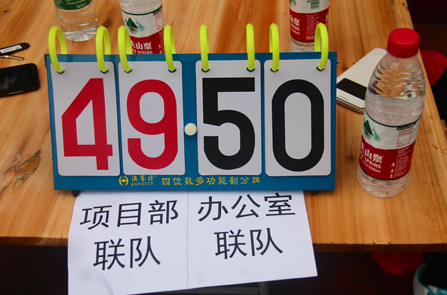 49 50
四位数多功能翻分牌
项目部 办公室
联队 联队